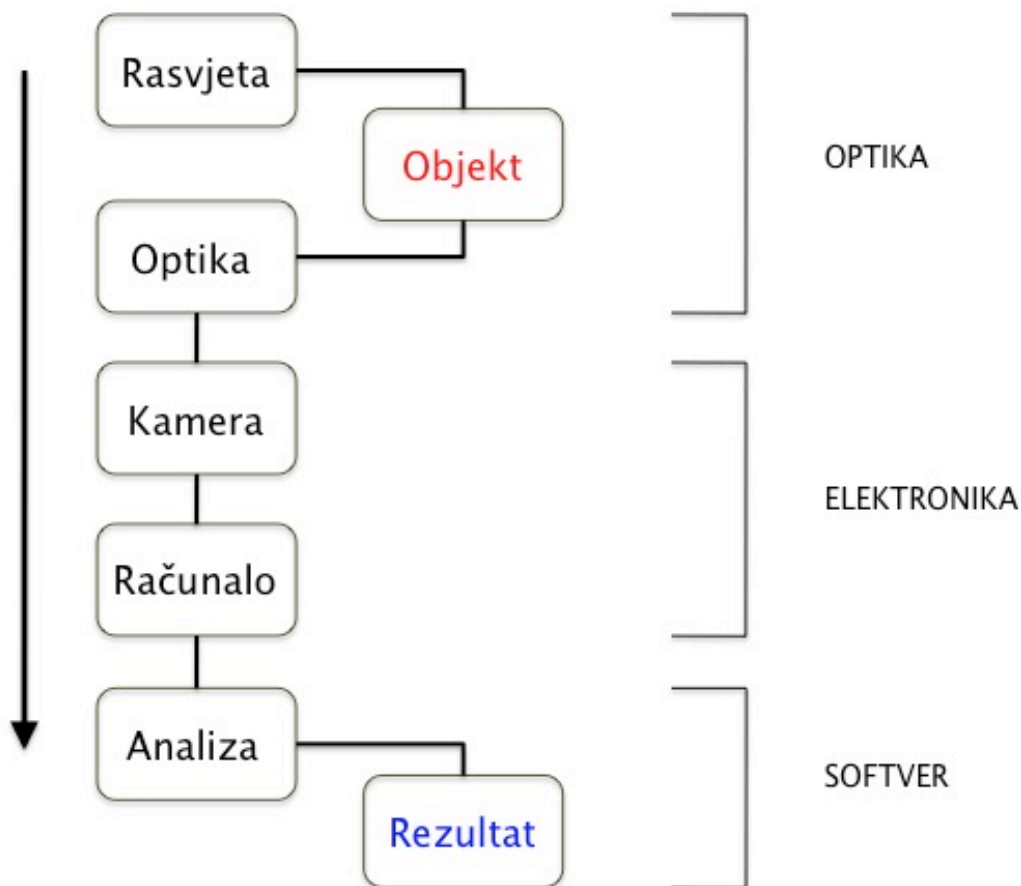 Rasvjeta
Objekt
Optika
Kamera
Računalo
Analiza
Rezultat
OPTIKA
ELEKTRONIKA
SOFTVER